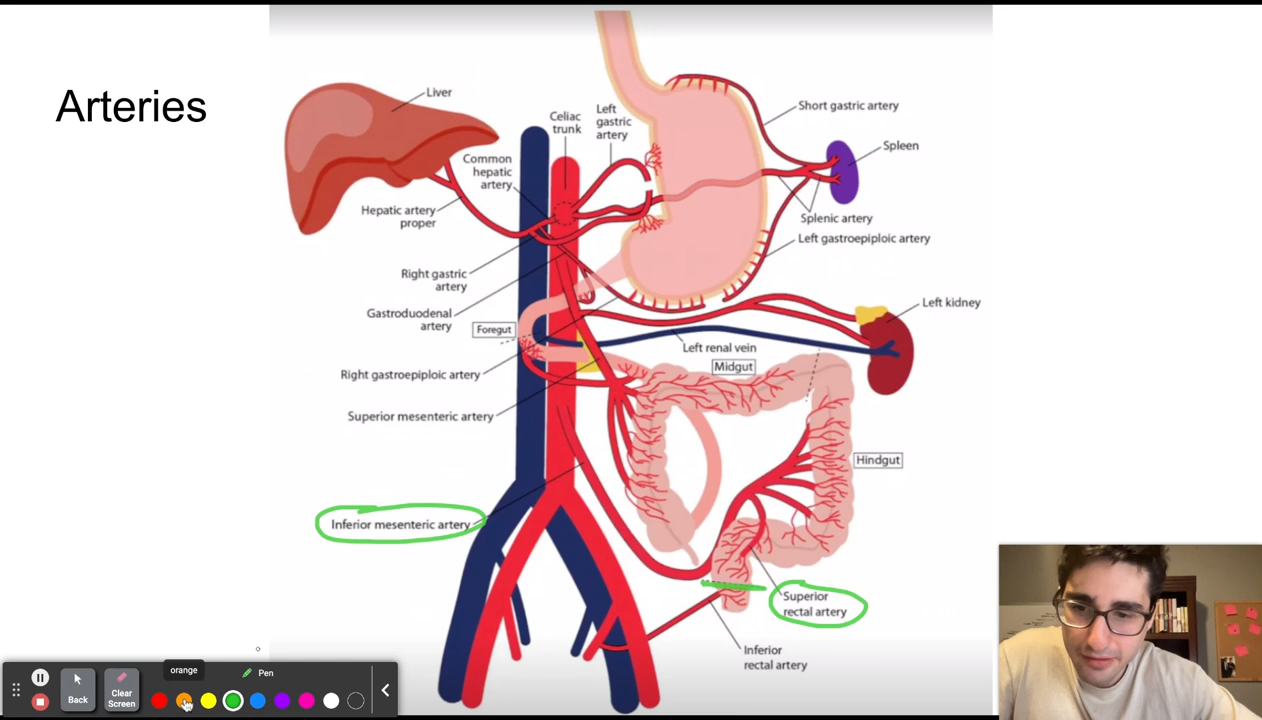 Arteries
Liver
Celiac
trunk
Left
gastric
artery
Short gastric artery
Common
hepatic
artery
Spleen
Hepatic artery
proper
Splenic artery
Left gastroepiploic artery
Right gastric
artery
Gastroduodenal
artery
Foregut
Left kidney
Left renal vein
Midgut
Right gastroepiploic artery
Superior mesenteric artery
Hindgut
Inferior mesenteric artery
Superior
rectal artery
Inferior
rectal artery
orange
Pen
Back
Clear
Screen